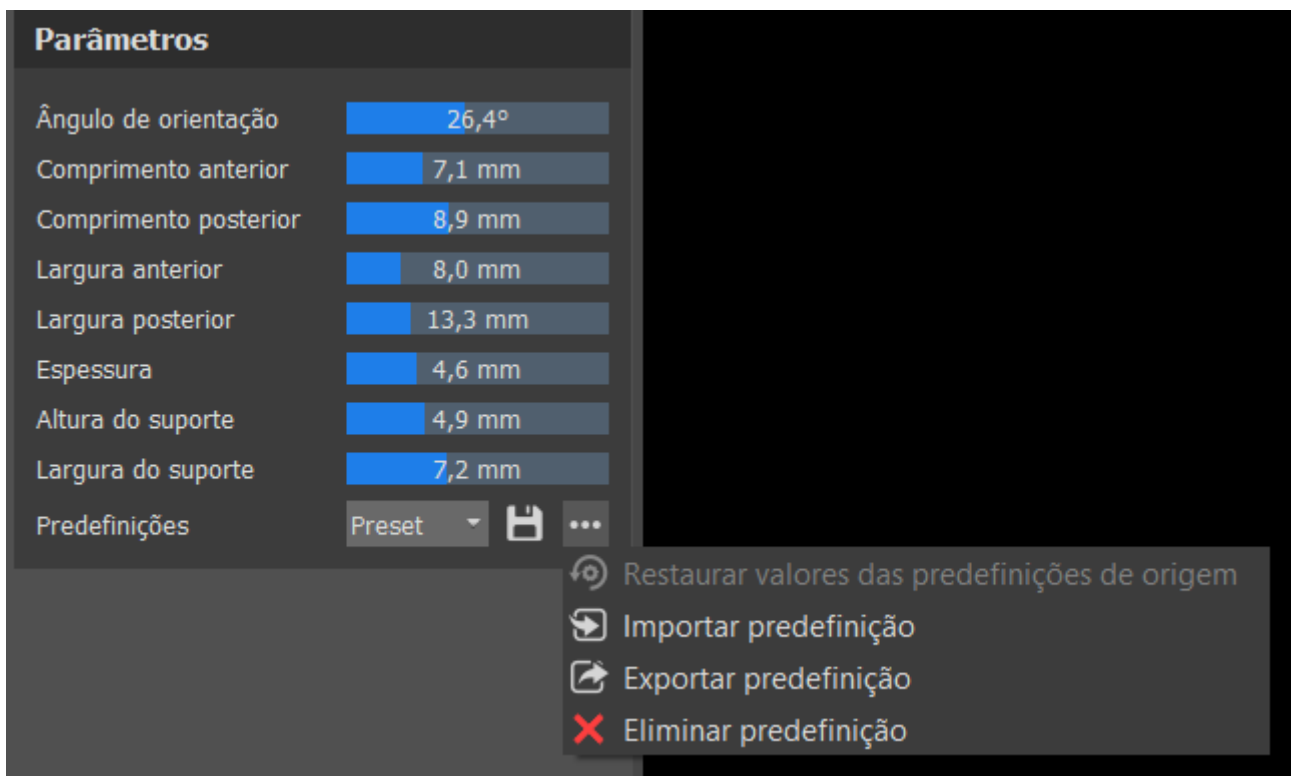 Parâmetros
Ângulo de orientação 26,4º
Comprimento anterior 7,1 mm
Comprimento posterior 8,9 mm
Largura anterior 8,0 mm
Largura posterior 13,3 mm
Espessura 4,6 mm
Altura do suporte 4,9 mm
Largura do suporte 7,2 mm
Predefinições Preset
Restaurar valores das predefinições de origem
Importar predefinição
Exportar predefinição
Eliminar predefinição